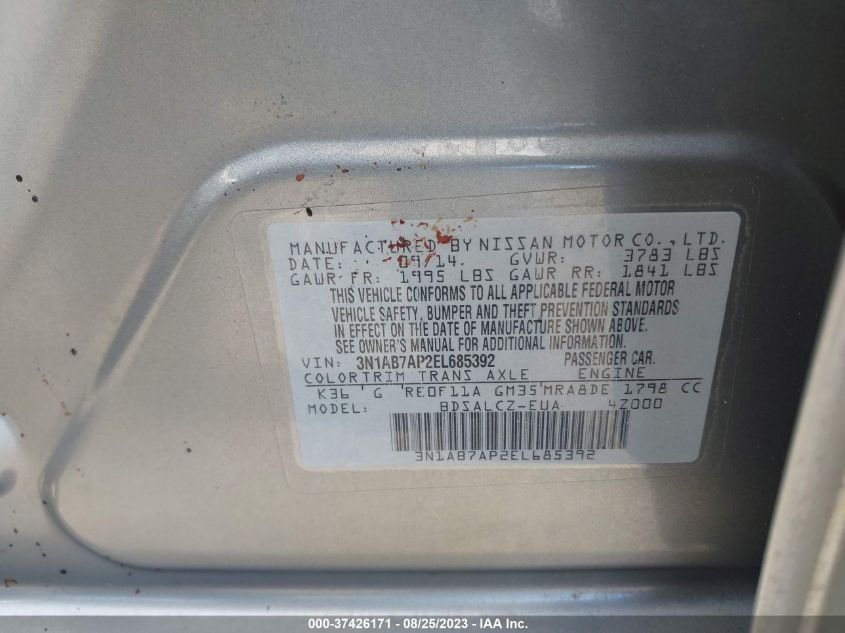 MANUFACTURED BY NISSAN MOTOR CO., LTD.
DATE: 09/14. GVWR: 3783 LBS
GAWR FR: 1995 LBS GAWR RR: 1841 LBS
THIS VEHICLE CONFORMS TO ALL APPLICABLE FEDERAL MOTOR
VEHICLE SAFETY, BUMPER AND THEFT PREVENTION STANDARDS
IN EFFECT ON THE DATE OF MANUFACTURE SHOWN ABOVE.
SEE OWNER'S MANUAL FOR ADDITIONAL INFORMATION.
VIN: 3N1AB7AP2EL685392 PASSENGER CAR.
COLORTRIM TRANS AXLE ENGINE
K36 G RE0F11A GM35 MRA8DE 1798 CC
MODEL: BDSALCZ-EUA 4Z000
3N1AB7AP2EL685392
000-37426171 - 08/25/2023 - IAA Inc.